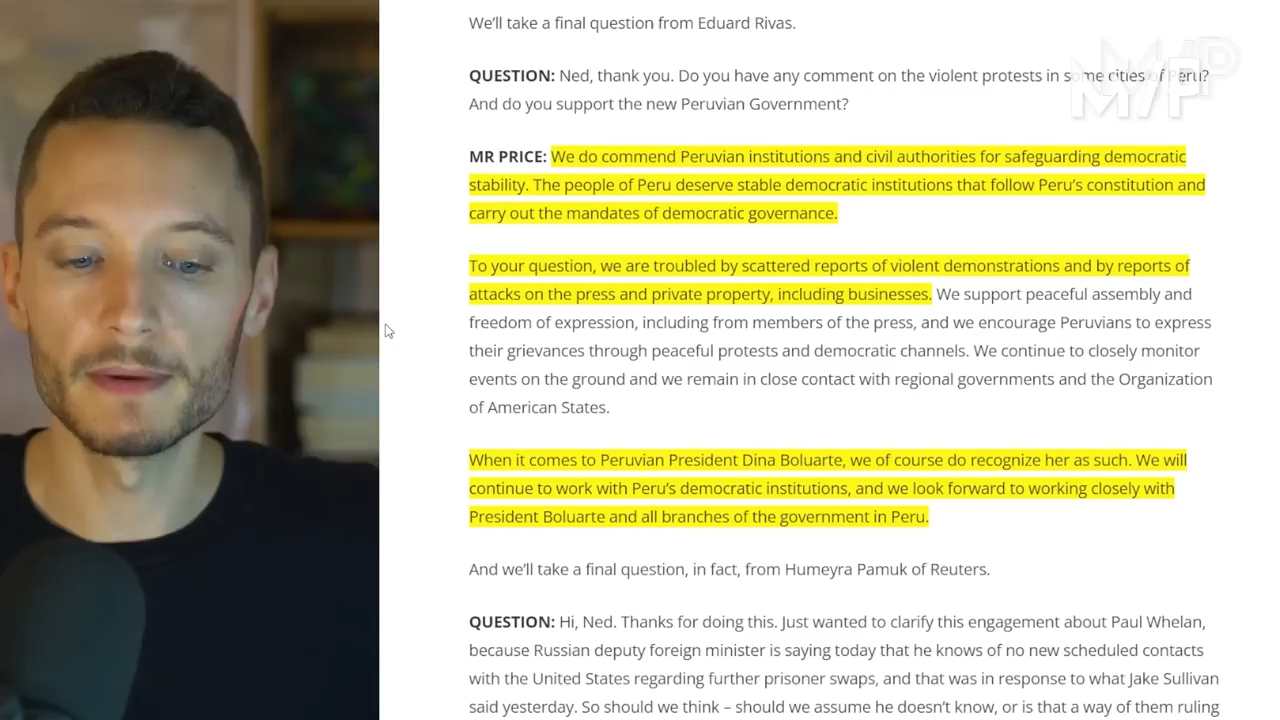 We'll take a final question from Eduard Rivas.
QUESTION: Ned, thank you. Do you have any comment on the violent protests in some cities of Peru?
And do you support the new Peruvian Government?
M/P
MR PRICE: We do commend Peruvian institutions and civil authorities for safeguarding democratic
stability. The people of Peru deserve stable democratic institutions that follow Peru's constitution and
carry out the mandates of democratic governance.
To your question, we are troubled by scattered reports of violent demonstrations and by reports of
attacks on the press and private property, including businesses. We support peaceful assembly and
freedom of expression, including from members of the press, and we encourage Peruvians to express
their grievances through peaceful protests and democratic channels. We continue to closely monitor
events on the ground and we remain in close contact with regional governments and the Organization
of American States.
When it comes to Peruvian President Dina Boluarte, we of course do recognize her as such. We will
continue to work with Peru's democratic institutions, and we look forward to working closely with
President Boluarte and all branches of the government in Peru.
And we'll take a final question, in fact, from Humeyra Pamuk of Reuters.
QUESTION: Hi, Ned. Thanks for doing this. Just wanted to clarify this engagement about Paul Whelan,
because Russian deputy foreign minister is saying today that he knows of no new scheduled contacts
with the United States regarding further prisoner swaps, and that was in response to what Jake Sullivan
said yesterday. So should we think – should we assume he doesn't know, or is that a way of them ruling